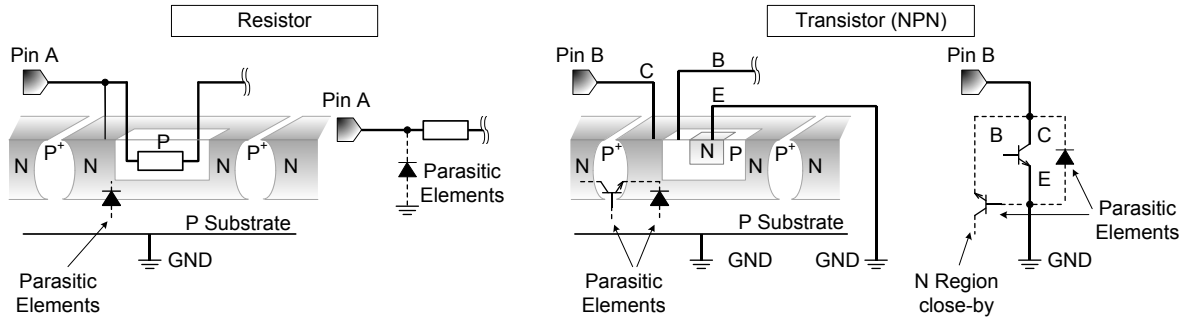 Resistor
Transistor (NPN)
Pin A
Pin A
P
N
P+
N
N
P+
N
Parasitic
Elements
P Substrate
GND
Parasitic
Elements
Pin B
C
B
E
N
P+
N
N
P
N
P+
N
P Substrate
GND
GND
Parasitic
Elements
Pin B
B
C
E
Parasitic
Elements
N Region
close-by